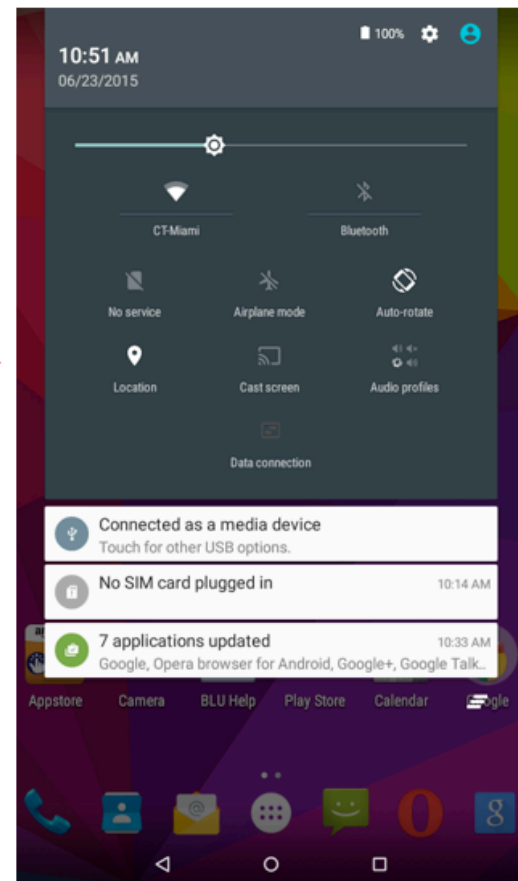 100%
10:51 AM
06/23/2015
CT-Miami Bluetooth
No service Airplane mode Auto-rotate
Location Cast screen Audio profiles
Data connection
Connected as a media device
Touch for other USB options.
No SIM card plugged in 10:14 AM
7 applications updated 10:33 AM
Google, Opera browser for Android, Google+, Google Talk..
Appstore Camera BLU Help Play Store Calendar